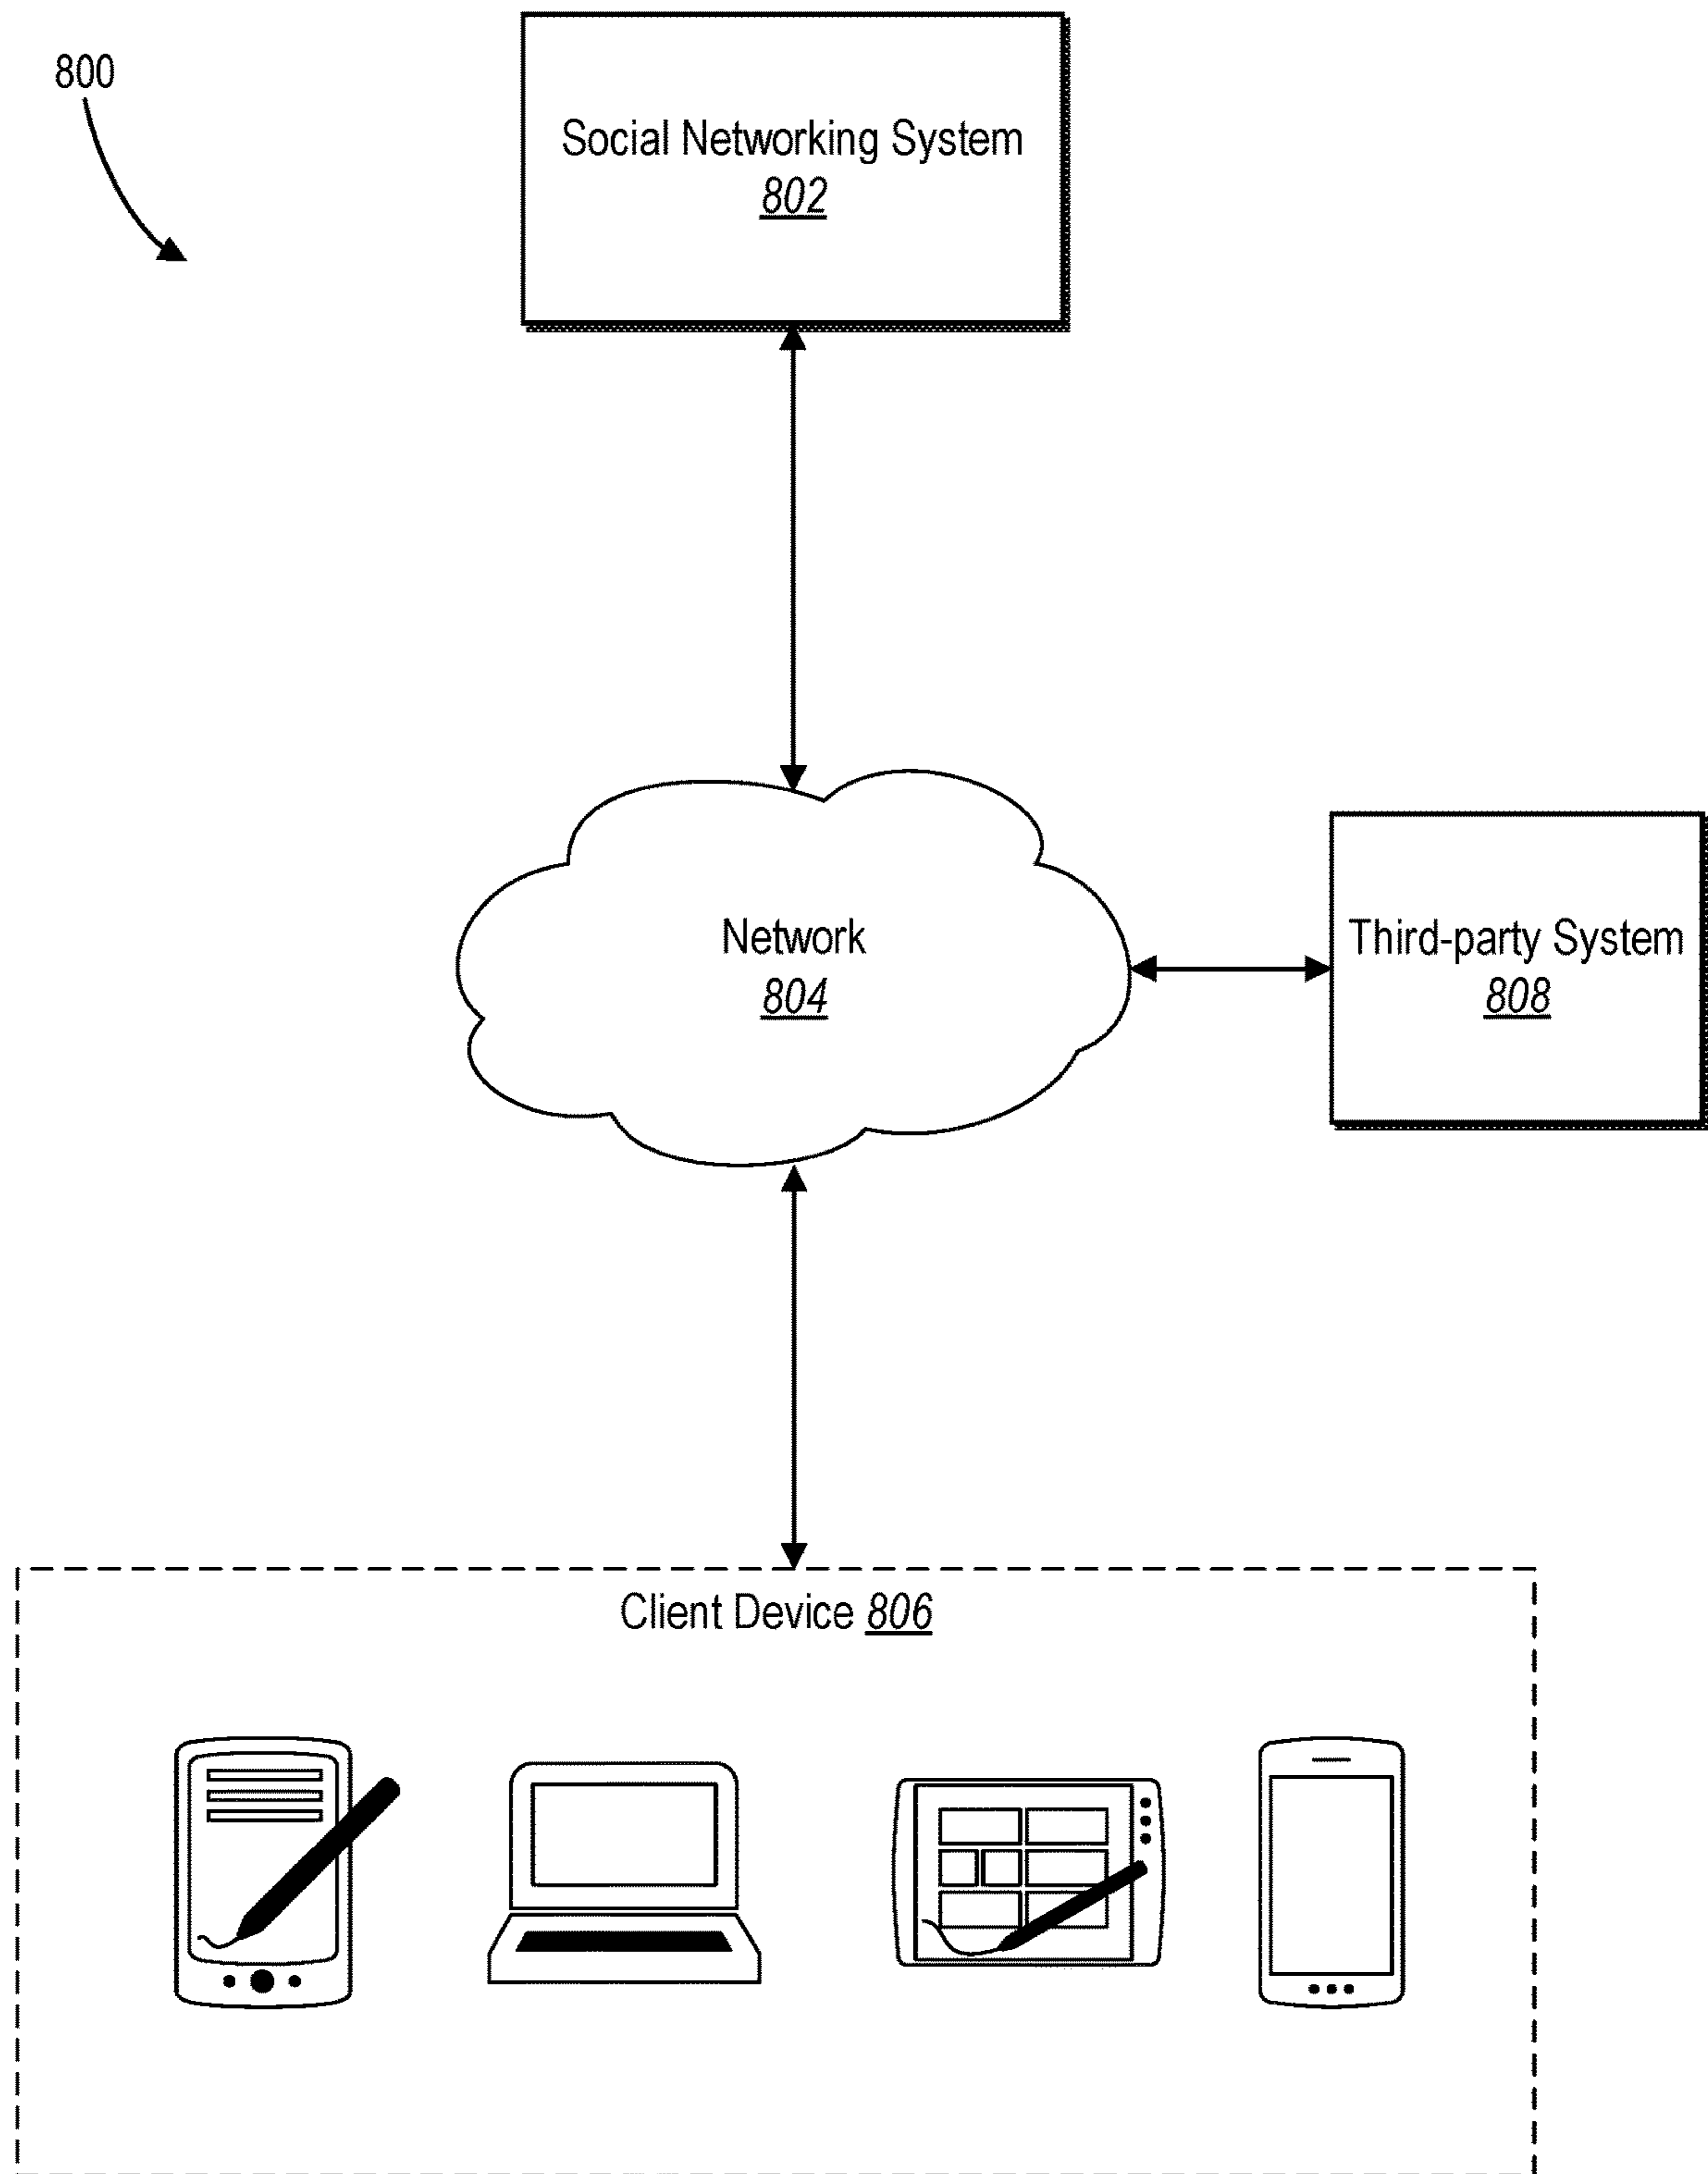 800
Social Networking System
802
Network
804
Third-party System
808
Client Device 806